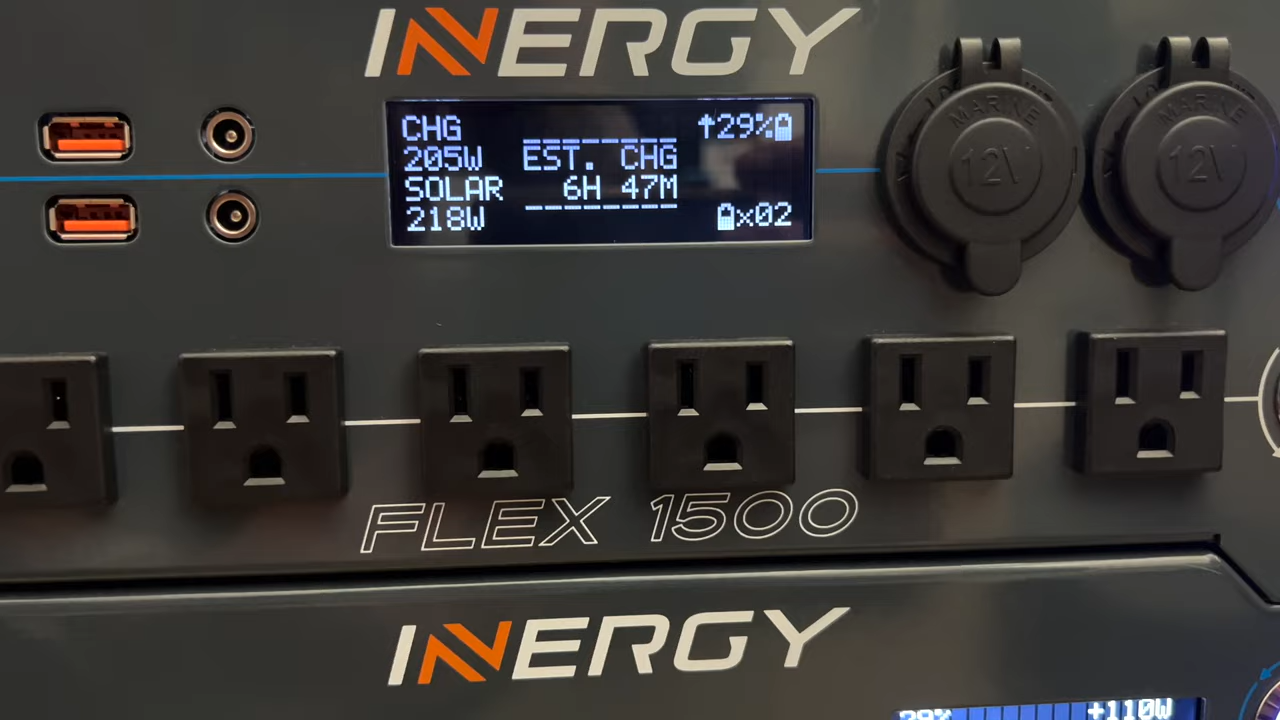 INERGY
CHG
205W
SOLAR
218W
EST. CHG
6H 47M
↑29%
x02
MARINE
12V
MARINE
12V
FLEX 1500
INERGY
+110W